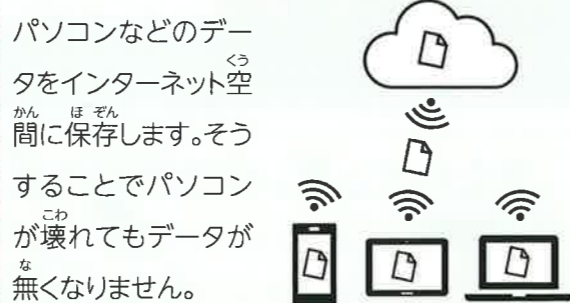 パソコンなどのデー
タをインターネット空
間に保存します。そう
することでパソコン
が壊れてもデータが
無くなりません。